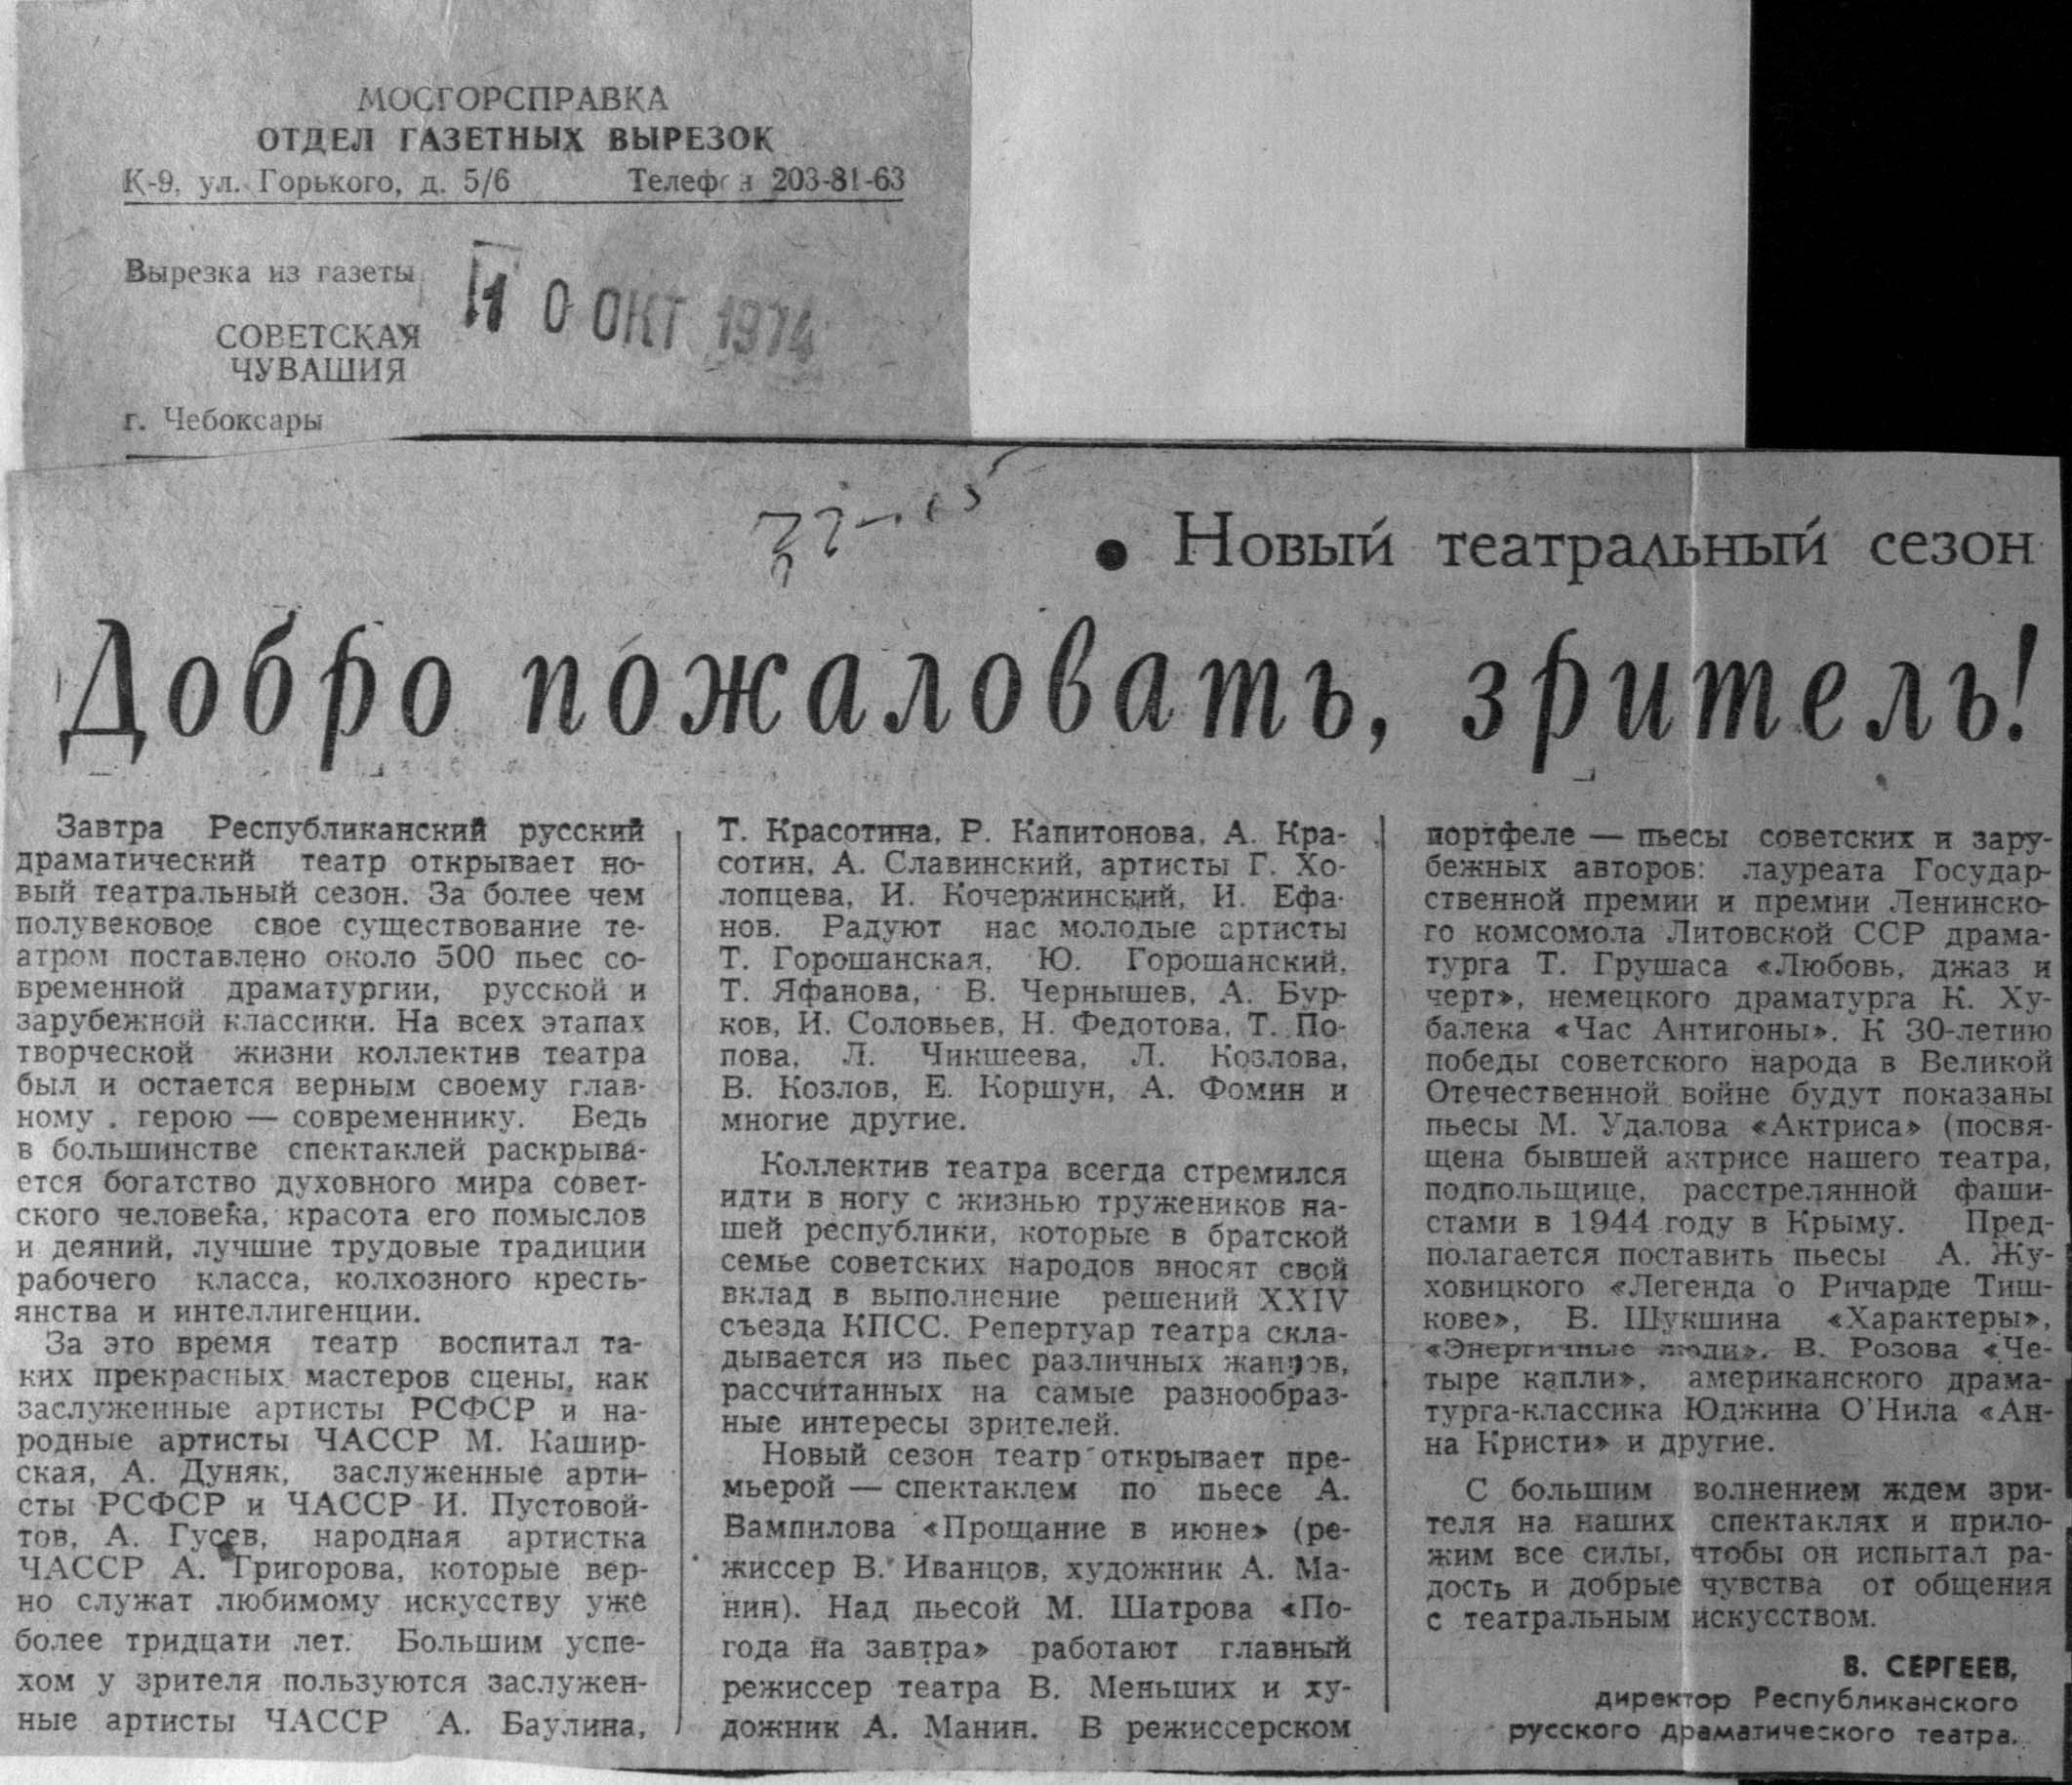 МОСГОРСПРАВКА
ОТДЕЛ ГАЗЕТНЫХ ВЫРЕЗОК
К-9, ул. Горького, д. 5/6 Телефон 203-81-63
Вырезка из газеты
СОВЕТСКАЯ
ЧУВАШИЯ
10 ОКТ 1974
г. Чебоксары
• Новый театральный сезон
Добро пожаловать, зритель!
Завтра Республиканский русский
драматический театр открывает но-
вый театральный сезон. За более чем
полувековое свое существование те-
атром поставлено около 500 пьес со-
временной драматургии, русской и
зарубежной классики. На всех этапах
творческой жизни коллектив театра
был и остается верным своему глав-
ному герою — современнику. Ведь
в большинстве спектаклей раскрыва-
ется богатство духовного мира совет-
ского человека, красота его помыслов
и деяний, лучшие трудовые традиции
рабочего класса, колхозного кресть-
янства и интеллигенции.
За это время театр воспитал та-
ких прекрасных мастеров сцены, как
заслуженные артисты РСФСР и на-
родные артисты ЧАССР М. Кашир-
ская, А. Дуняк, заслуженные арти-
сты РСФСР и ЧАССР И. Пустовой-
тов, А. Гусев, народная артистка
ЧАССР А. Григорова, которые вер-
но служат любимому искусству уже
более тридцати лет. Большим успе-
хом у зрителя пользуются заслужен-
ные артисты ЧАССР А. Баулина,
Т. Красотина, Р. Капитонова, А. Кра-
сотин, А. Славинский, артисты Г. Хо-
лопцева, И. Кочержинский, И. Ефа-
нов. Радуют нас молодые артисты
Т. Горошанская, Ю. Горошанский,
Т. Яфанова, В. Чернышев, А. Бур-
ков, И. Соловьев, Н. Федотова, Т. По-
пова, Л. Чикшеева, Л. Козлова,
В. Козлов, Е. Коршун, А. Фомин и
многие другие.
Коллектив театра всегда стремился
идти в ногу с жизнью тружеников на-
шей республики, которые в братской
семье советских народов вносят свой
вклад в выполнение решений XXIV
съезда КПСС. Репертуар театра скла-
дывается из пьес различных жанров,
рассчитанных на самые разнообраз-
ные интересы зрителей.
Новый сезон театр открывает пре-
мьерой — спектаклем по пьесе А.
Вампилова «Прощание в июне» (ре-
жиссер В. Иванцов, художник А. Ма-
нин). Над пьесой М. Шатрова «По-
года на завтра» работают главный
режиссер театра В. Меньших и ху-
дожник А. Манин. В режиссерском
портфеле — пьесы советских и зару-
бежных авторов: лауреата Государ-
ственной премии и премии Ленинско-
го комсомола Литовской ССР драма-
турга Т. Грушаса «Любовь, джаз и
черт», немецкого драматурга К. Ху-
балека «Час Антигоны». К 30-летию
победы советского народа в Великой
Отечественной войне будут показаны
пьесы М. Удалова «Актриса» (посвя-
щена бывшей актрисе нашего театра,
подпольщице, расстрелянной фаши-
стами в 1944 году в Крыму. Пред-
полагается поставить пьесы А. Жу-
ховицкого «Легенда о Ричарде Тиш-
кове», В. Шукшина «Характеры»,
«Энергичные люди», В. Розова «Че-
тыре капли», американского драма-
турга-классика Юджина О'Нила «Ан-
на Кристи» и другие.
С большим волнением ждем зри-
теля на наших спектаклях и прило-
жим все силы, чтобы он испытал ра-
дость и добрые чувства от общения
с театральным искусством.
В. СЕРГЕЕВ,
директор Республиканского
русского драматического театра.